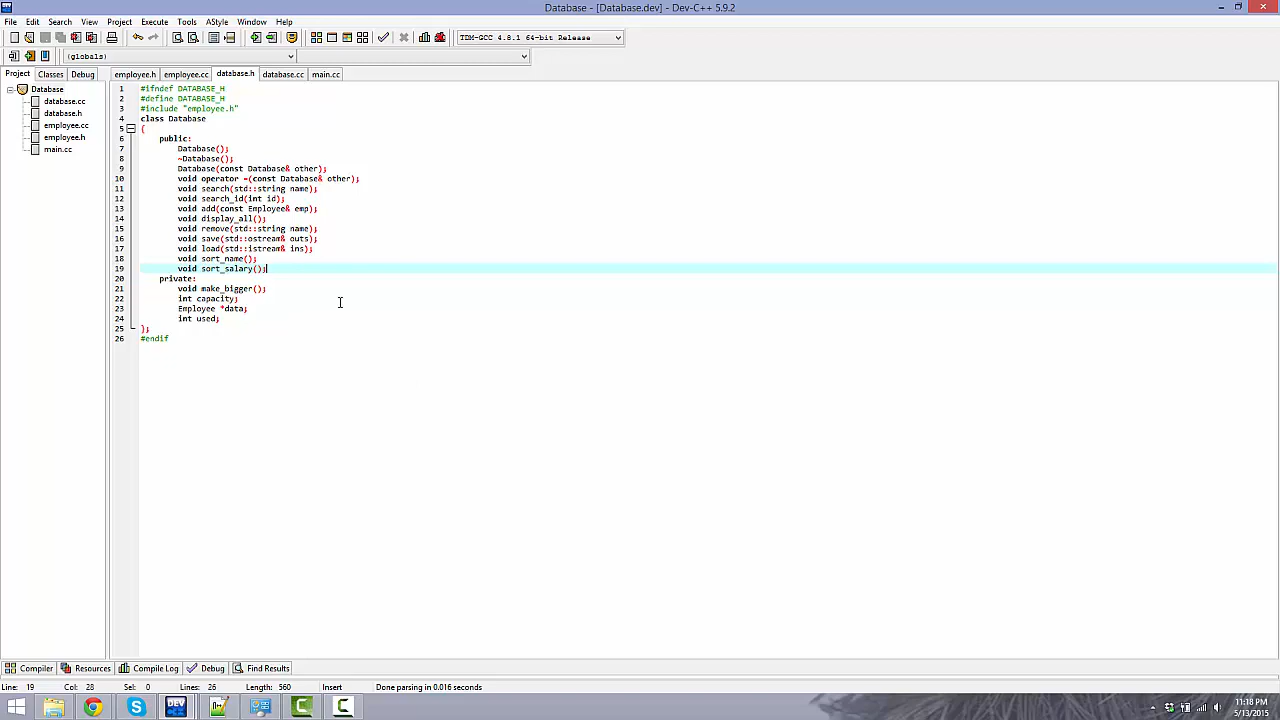 Database - [Database.dev] - Dev-C++ 5.9.2
File Edit Search View Project Execute Tools AStyle Window Help
TDM-GCC 4.8.1 64-bit Release
(globals)
Project Classes Debug employee.h employee.cc database.h database.cc main.cc
Database
database.cc
database.h
employee.cc
employee.h
main.cc
1 #ifndef DATABASE_H
2 #define DATABASE_H
3 #include "employee.h"
4 class Database
5 {
6 public:
7 Database();
8 ~Database();
9 Database(const Database& other);
10 void operator =(const Database& other);
11 void search(std::string name);
12 void search_id(int id);
13 void add(const Employee& emp);
14 void display_all();
15 void remove(std::string name);
16 void save(std::ostream& outs);
17 void load(std::istream& ins);
18 void sort_name();
19 void sort_salary();
20 private:
21 void make_bigger();
22 int capacity;
23 Employee *data;
24 int used;
25 };
26 #endif
Compiler Resources Compile Log Debug Find Results
Line: 19 Col: 28 Sel: 0 Lines: 26 Length: 560 Insert Done parsing in 0.016 seconds
DEV
11:18 PM
5/13/2015